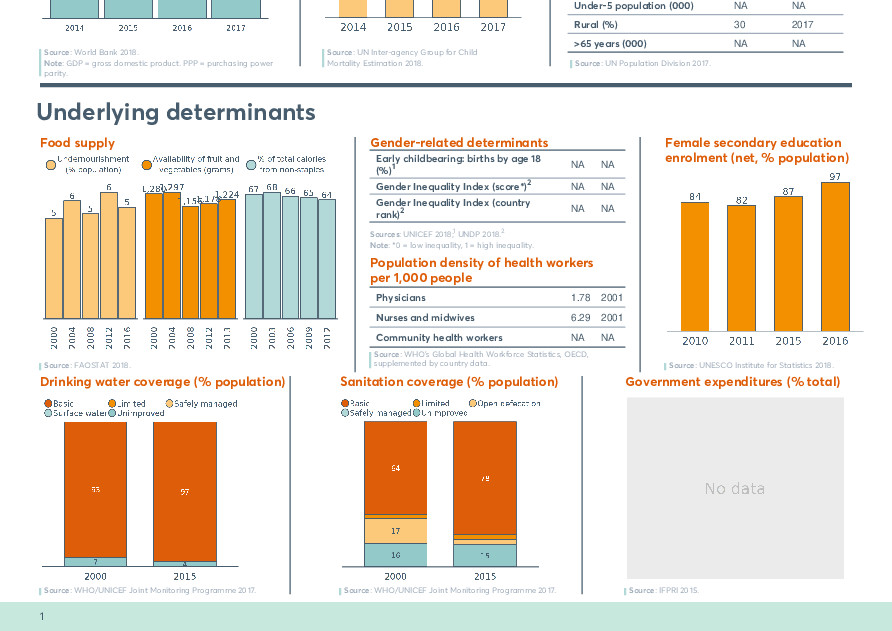 2014 2015 2016 2017
Source: World Bank 2018.
Note: GDP = gross domestic product. PPP = purchasing power
parity.
2014 2015 2016 2017
Source: UN Inter-agency Group for Child
Mortality Estimation 2018.
Under-5 population (000) NA NA
Rural (%) 30 2017
>65 years (000) NA NA
Source: UN Population Division 2017.
Underlying determinants
Food supply
Undernourishment
(% population)
Availability of fruit and
vegetables (grams)
% of total calories
from non-staples
5 6 5 6 5
1,297 1,224
67 68 66 65 64
2000 2004 2008 2012 2016
2000 2004 2008 2012
2000 2006 2009
Source: FAOSTAT 2018.
Gender-related determinants
Early childbearing: births by age 18
(%)1 NA NA
Gender Inequality Index (score*)2 NA NA
Gender Inequality Index (country
rank)2 NA NA
Sources: UNICEF 2018,1 UNDP 2018.2
Note: *0 = low inequality, 1 = high inequality.
Population density of health workers
per 1,000 people
Physicians 1.78 2001
Nurses and midwives 6.29 2001
Community health workers NA NA
Source: WHO's Global Health Workforce Statistics, OECD,
supplemented by country data.
Female secondary education
enrolment (net, % population)
84 82 87 97
2010 2011 2015 2016
Source: UNESCO Institute for Statistics 2018.
Drinking water coverage (% population)
Basic Limited Safely managed
Surface water Unimproved
97
7 4
2000 2015
Source: WHO/UNICEF Joint Monitoring Programme 2017.
Sanitation coverage (% population)
Basic Limited Open defecation
Safely managed Unimproved
64 78
17
16 15
2000 2015
Source: WHO/UNICEF Joint Monitoring Programme 2017.
Government expenditures (% total)
No data
Source: IFPRI 2015.
1